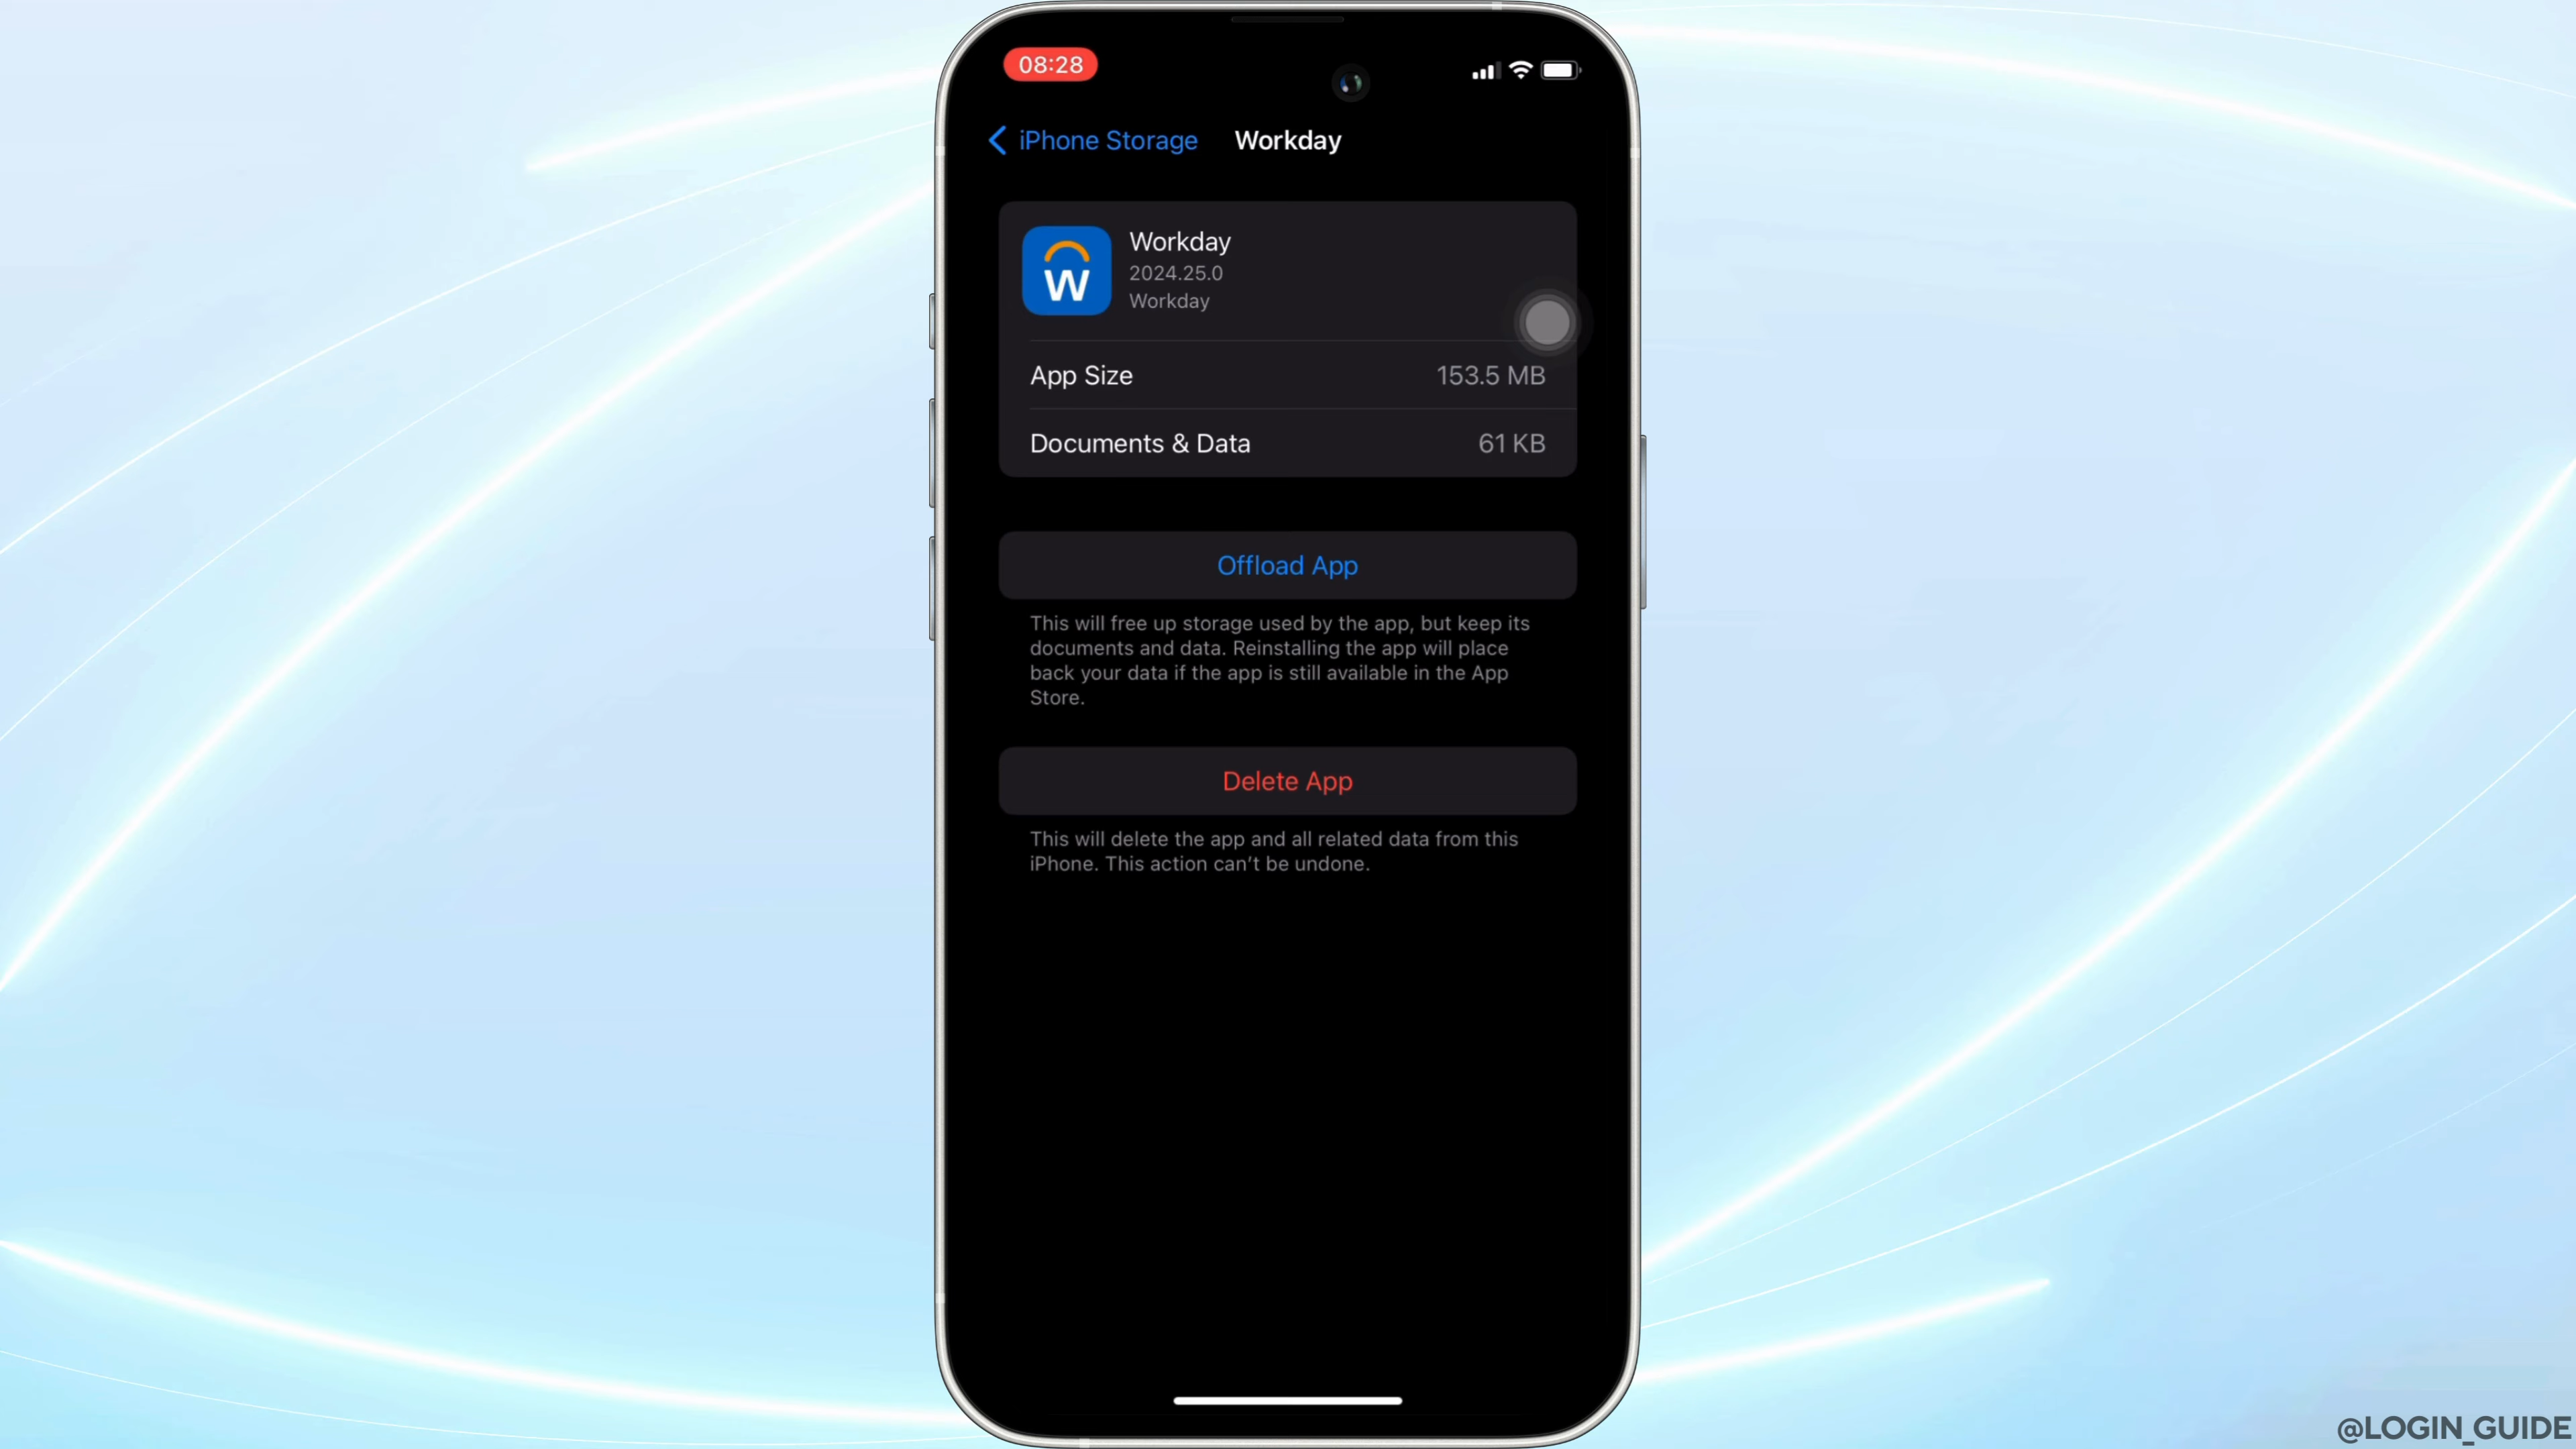 08:28
iPhone Storage
Workday
W
Workday
2024.25.0
Workday
App Size
153.5 MB
Documents & Data
61 KB
Offload App
This will free up storage used by the app, but keep its
documents and data. Reinstalling the app will place
back your data if the app is still available in the App
Store.
Delete App
This will delete the app and all related data from this
iPhone. This action can’t be undone.
@LOGIN_GUIDE